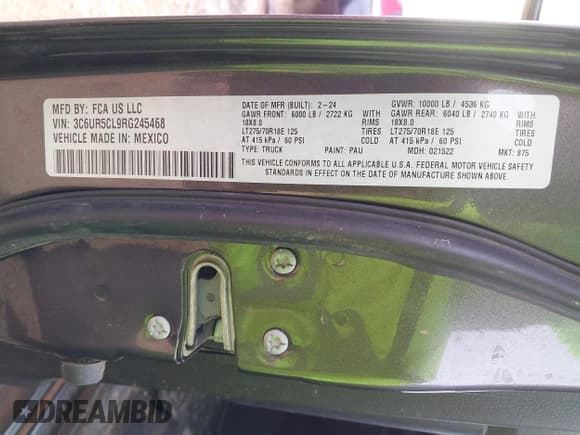 MFD BY: FCA US LLC
VIN: 3C6UR5CL9RG245468
VEHICLE MADE IN: MEXICO
DATE OF MFR (BUILT): 2-24 GVWR: 10000 LB / 4536 KG
GAWR FRONT: 6000 LB / 2722 KG WITH GAWR REAR: 6040 LB / 2740 KG WITH
18X8.0 RIMS 18X8.0 RIMS
LT275/70R18E 125 TIRES LT275/70R18E 125 TIRES
AT 415 kPa / 60 PSI COLD AT 415 kPa / 60 PSI COLD
TYPE: TRUCK PAINT: PAU MDH: 021522 MKT: 875
THIS VEHICLE CONFORMS TO ALL APPLICABLE U.S.A. FEDERAL MOTOR VEHICLE SAFETY
STANDARDS IN EFFECT ON THE DATE OF MANUFACTURE SHOWN ABOVE.
DREAMBID